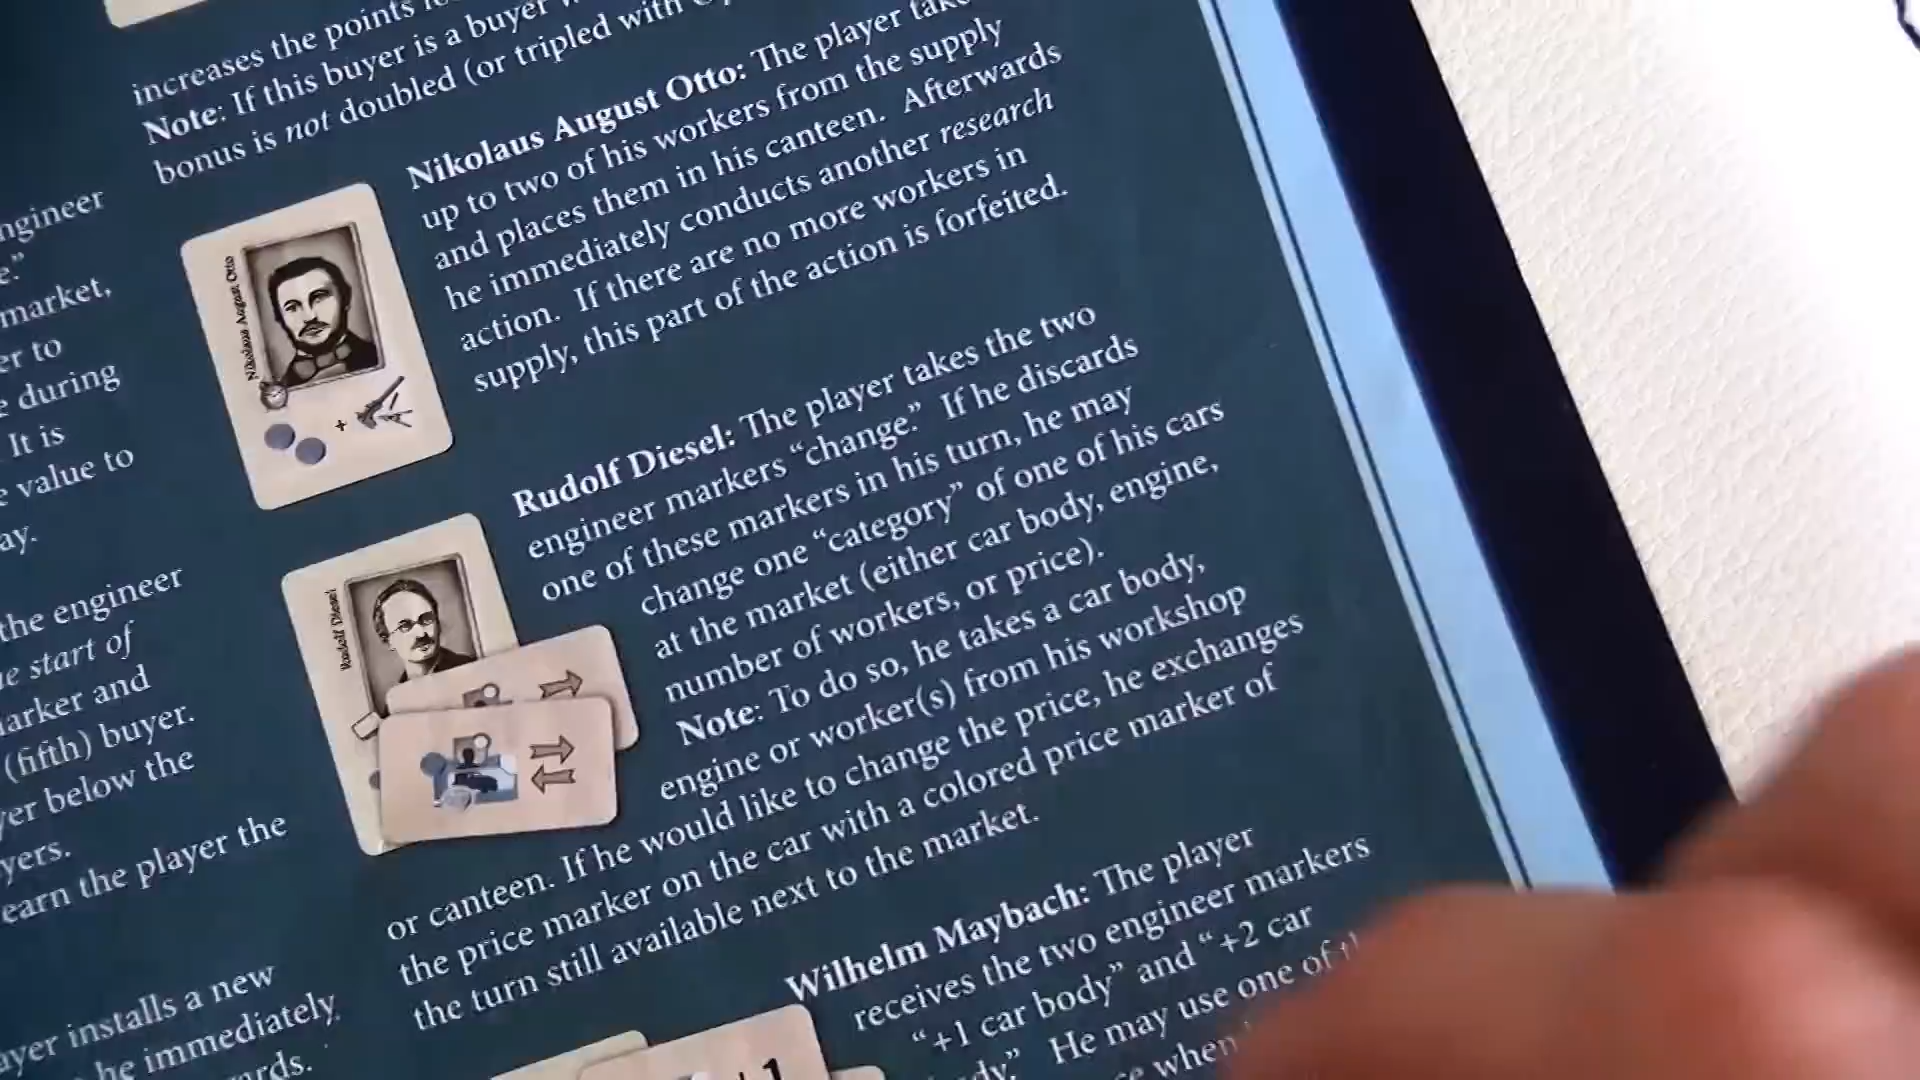 increases the points
Note: If this buyer is a buyer
bonus is not doubled (or tripled with
Nikolaus August Otto: The player
up to two of his workers from the supply
and places them in his canteen. Afterwards
he immediately conducts another research
action. If there are no more workers in
supply, this part of the action is forfeited.
Nikolaus August Otto
+
Rudolf Diesel: The player takes the two
engineer markers “change.” If he discards
one of these markers in his turn, he may
change one “category” of one of his cars
at the market (either car body, engine,
number of workers, or price).
Note: To do so, he takes a car body,
engine or worker(s) from his workshop
or canteen. If he would like to change the price, he exchanges
the price marker on the car with a colored price marker of
the turn still available next to the market.
Rudolf Diesel
Wilhelm Maybach: The player
receives the two engineer markers
“+1 car body” and “+2 car
He may use one of
when
+1
market,
to
during
It is
value to
the engineer
start of
and
(fifth) buyer.
below the
earn the player the
installs a new
he immediately